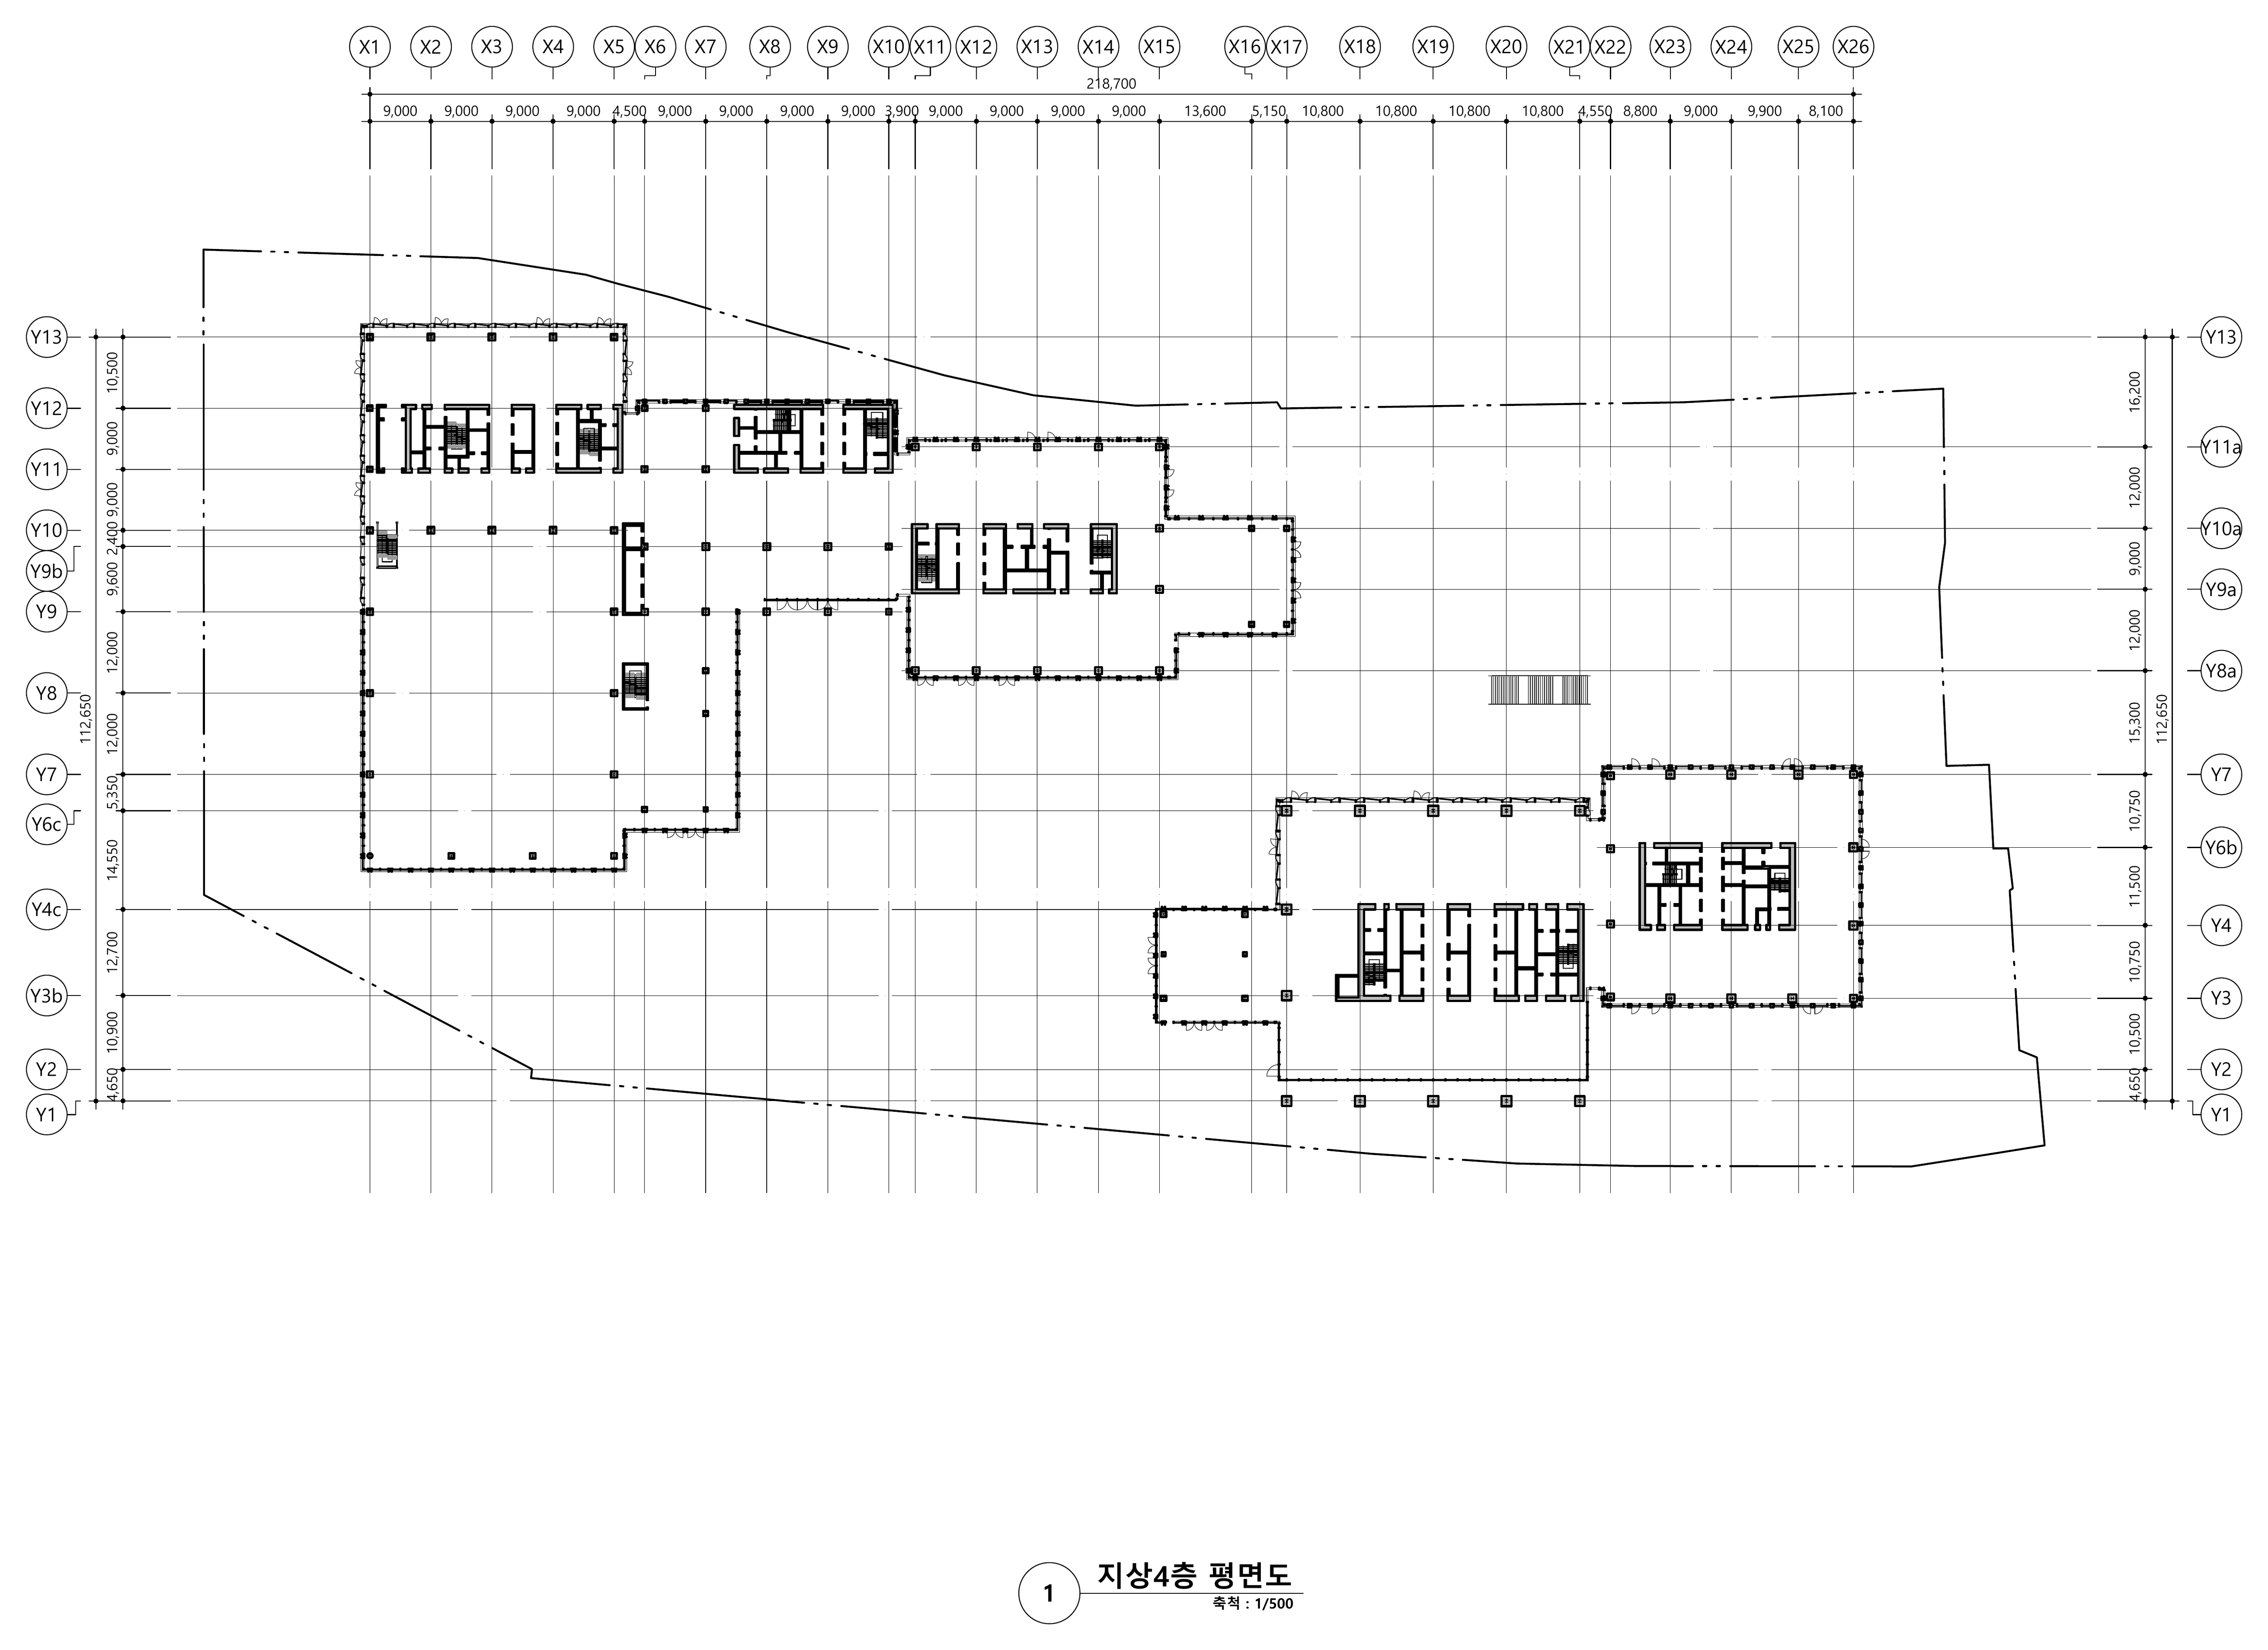 X1 X2 X3 X4 X5 X6 X7 X8 X9 X10 X11 X12 X13 X14 X15 X16 X17 X18 X19 X20 X21 X22 X23 X24 X25 X26
218,700
9,000 9,000 9,000 9,000 4,500 9,000 9,000 9,000 9,000 3,900 9,000 9,000 9,000 9,000 13,600 5,150 10,800 10,800 10,800 10,800 4,550 8,800 9,000 9,900 8,100
Y13
Y12
Y11
Y10
Y9b
Y9
Y8
Y7
Y6c
Y4c
Y3b
Y2
Y1
112,650
10,500
9,000
9,000
2,400
9,600
12,000
12,000
5,350
14,550
12,700
10,900
4,650
16,200
12,000
9,000
12,000
15,300
10,750
11,500
10,750
10,500
4,650
112,650
Y13
Y11a
Y10a
Y9a
Y8a
Y7
Y6b
Y4
Y3
Y2
Y1
1
지상4층 평면도
축척 : 1/500